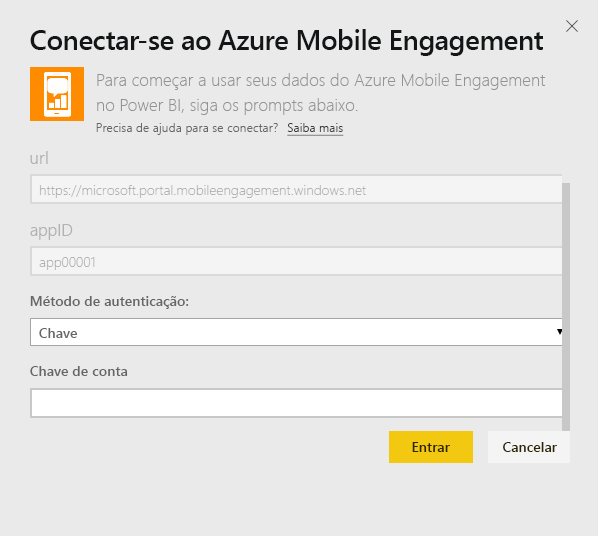 Conectar-se ao Azure Mobile Engagement
Para começar a usar seus dados do Azure Mobile Engagement
no Power BI, siga os prompts abaixo.
Precisa de ajuda para se conectar? Saiba mais
url
https://microsoft.portal.mobileengagement.windows.net
appID
app00001
Método de autenticação:
Chave
Chave de conta
Entrar Cancelar